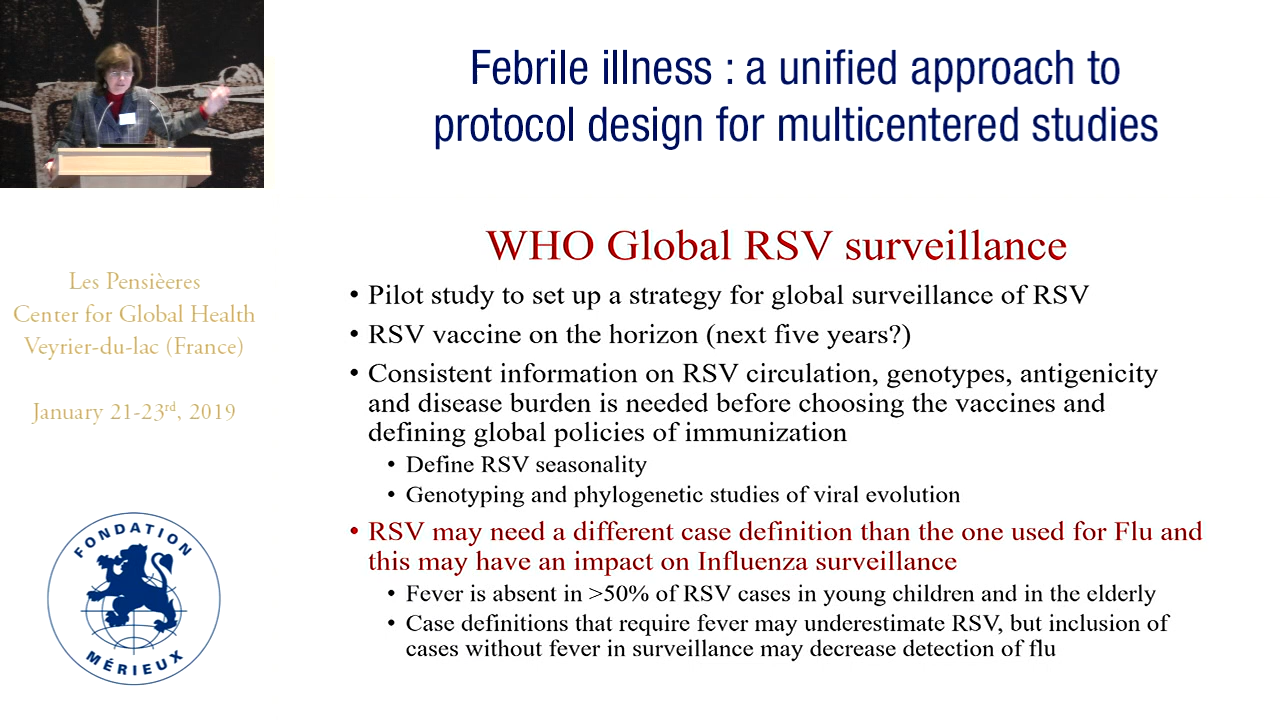 Febrile illness : a unified approach to
protocol design for multicentered studies
Les Pensièeres
Center for Global Health
Veyrier-du-lac (France)
January 21-23rd, 2019
FONDATION
MÉRIEUX
WHO Global RSV surveillance
• Pilot study to set up a strategy for global surveillance of RSV
• RSV vaccine on the horizon (next five years?)
• Consistent information on RSV circulation, genotypes, antigenicity
and disease burden is needed before choosing the vaccines and
defining global policies of immunization
• Define RSV seasonality
• Genotyping and phylogenetic studies of viral evolution
• RSV may need a different case definition than the one used for Flu and
this may have an impact on Influenza surveillance
• Fever is absent in >50% of RSV cases in young children and in the elderly
• Case definitions that require fever may underestimate RSV, but inclusion of
cases without fever in surveillance may decrease detection of flu